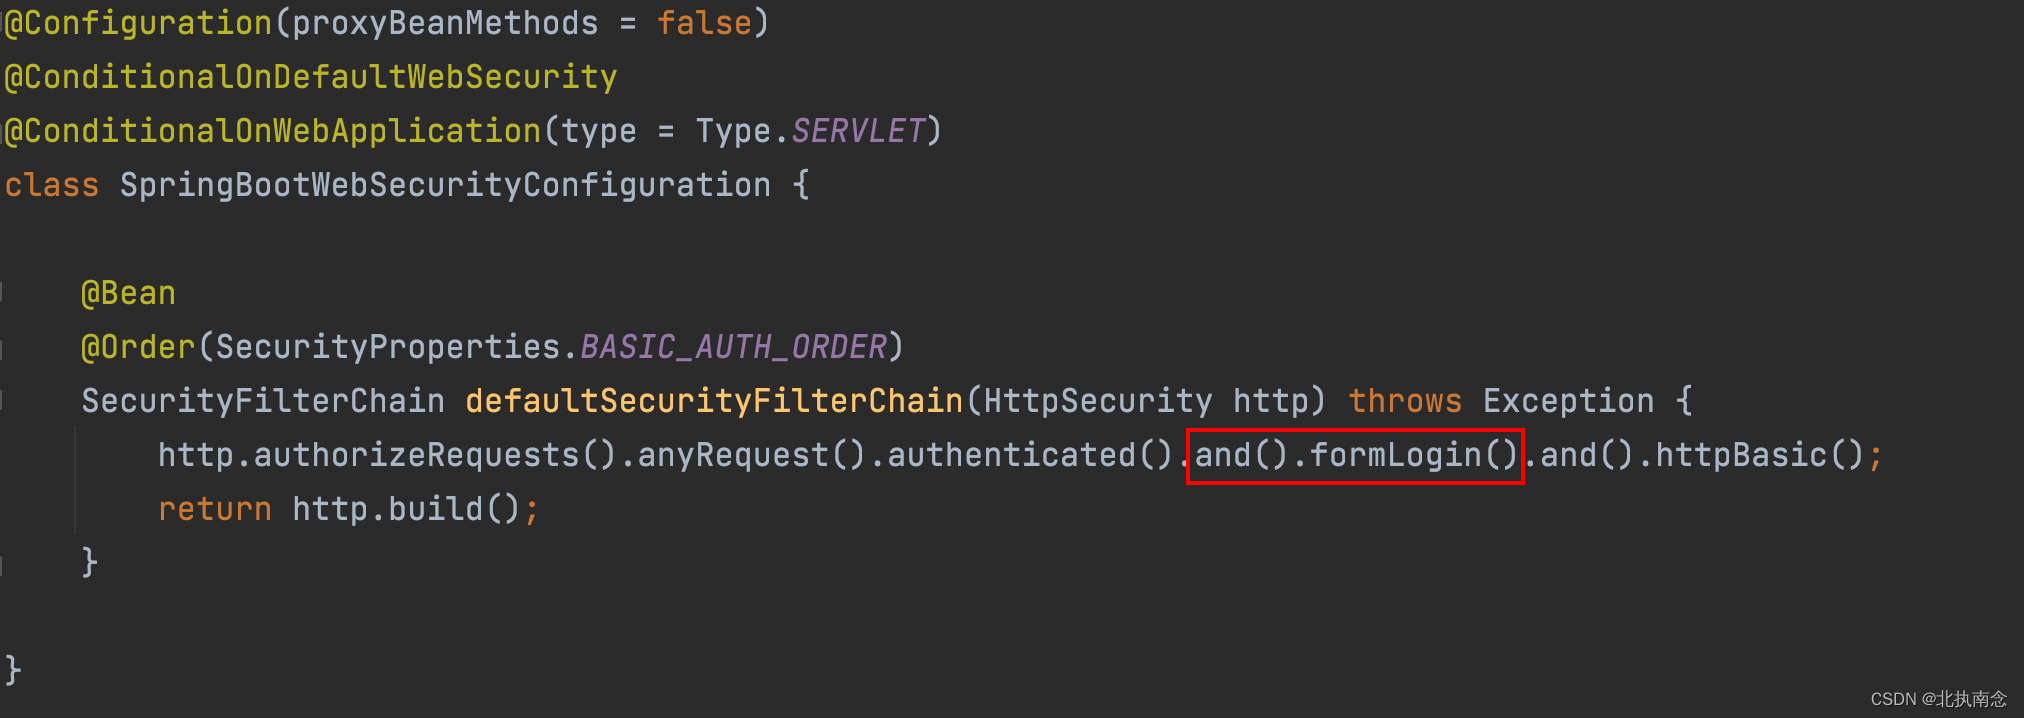 @Configuration(proxyBeanMethods = false)
@ConditionalOnDefaultWebSecurity
@ConditionalOnWebApplication(type = Type.SERVLET)
class SpringBootWebSecurityConfiguration {
@Bean
@Order(SecurityProperties.BASIC_AUTH_ORDER)
SecurityFilterChain defaultSecurityFilterChain(HttpSecurity http) throws Exception {
http.authorizeRequests().anyRequest().authenticated().and().formLogin().and().httpBasic();
return http.build();
}
}
CSDN @北执南念